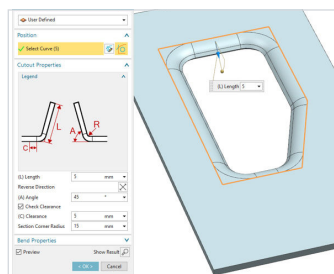 User Defined
Position
Select Curve (5)
Cutout Properties
Legend
L
R
A
C
(L) Length 5 mm
Reverse Direction
(A) Angle 45 °
Check Clearance
(C) Clearance 5 mm
Section Corner Radius 15 mm
Bend Properties
Preview Show Result
< OK > Cancel
(L) Length 5